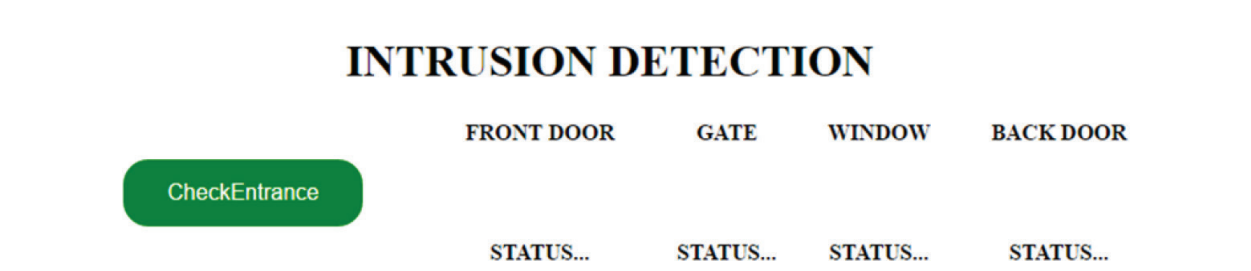 INTRUSION DETECTION
FRONT DOOR GATE WINDOW BACK DOOR
CheckEntrance
STATUS... STATUS... STATUS... STATUS...